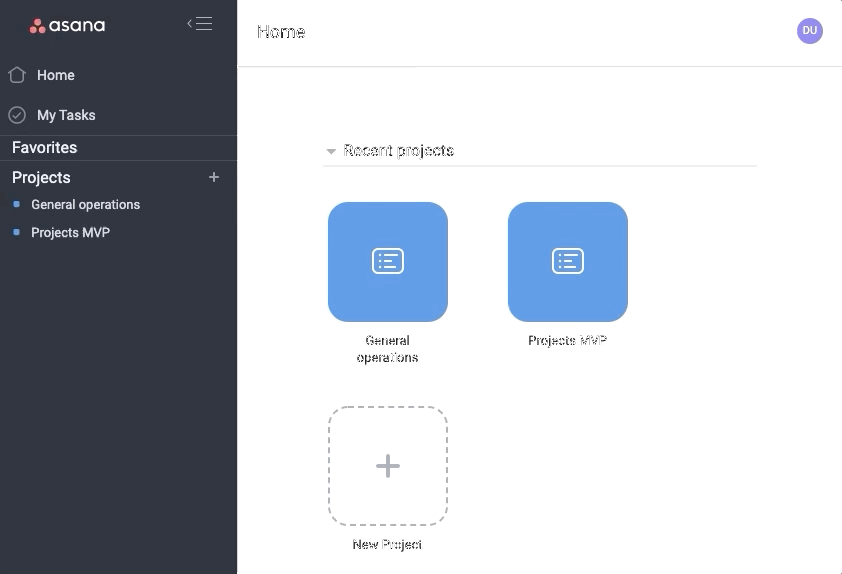 asana
Home
My Tasks
Favorites
Projects
General operations
Projects MVP
Home
DU
Recent projects
General
operations
Projects MVP
New Project